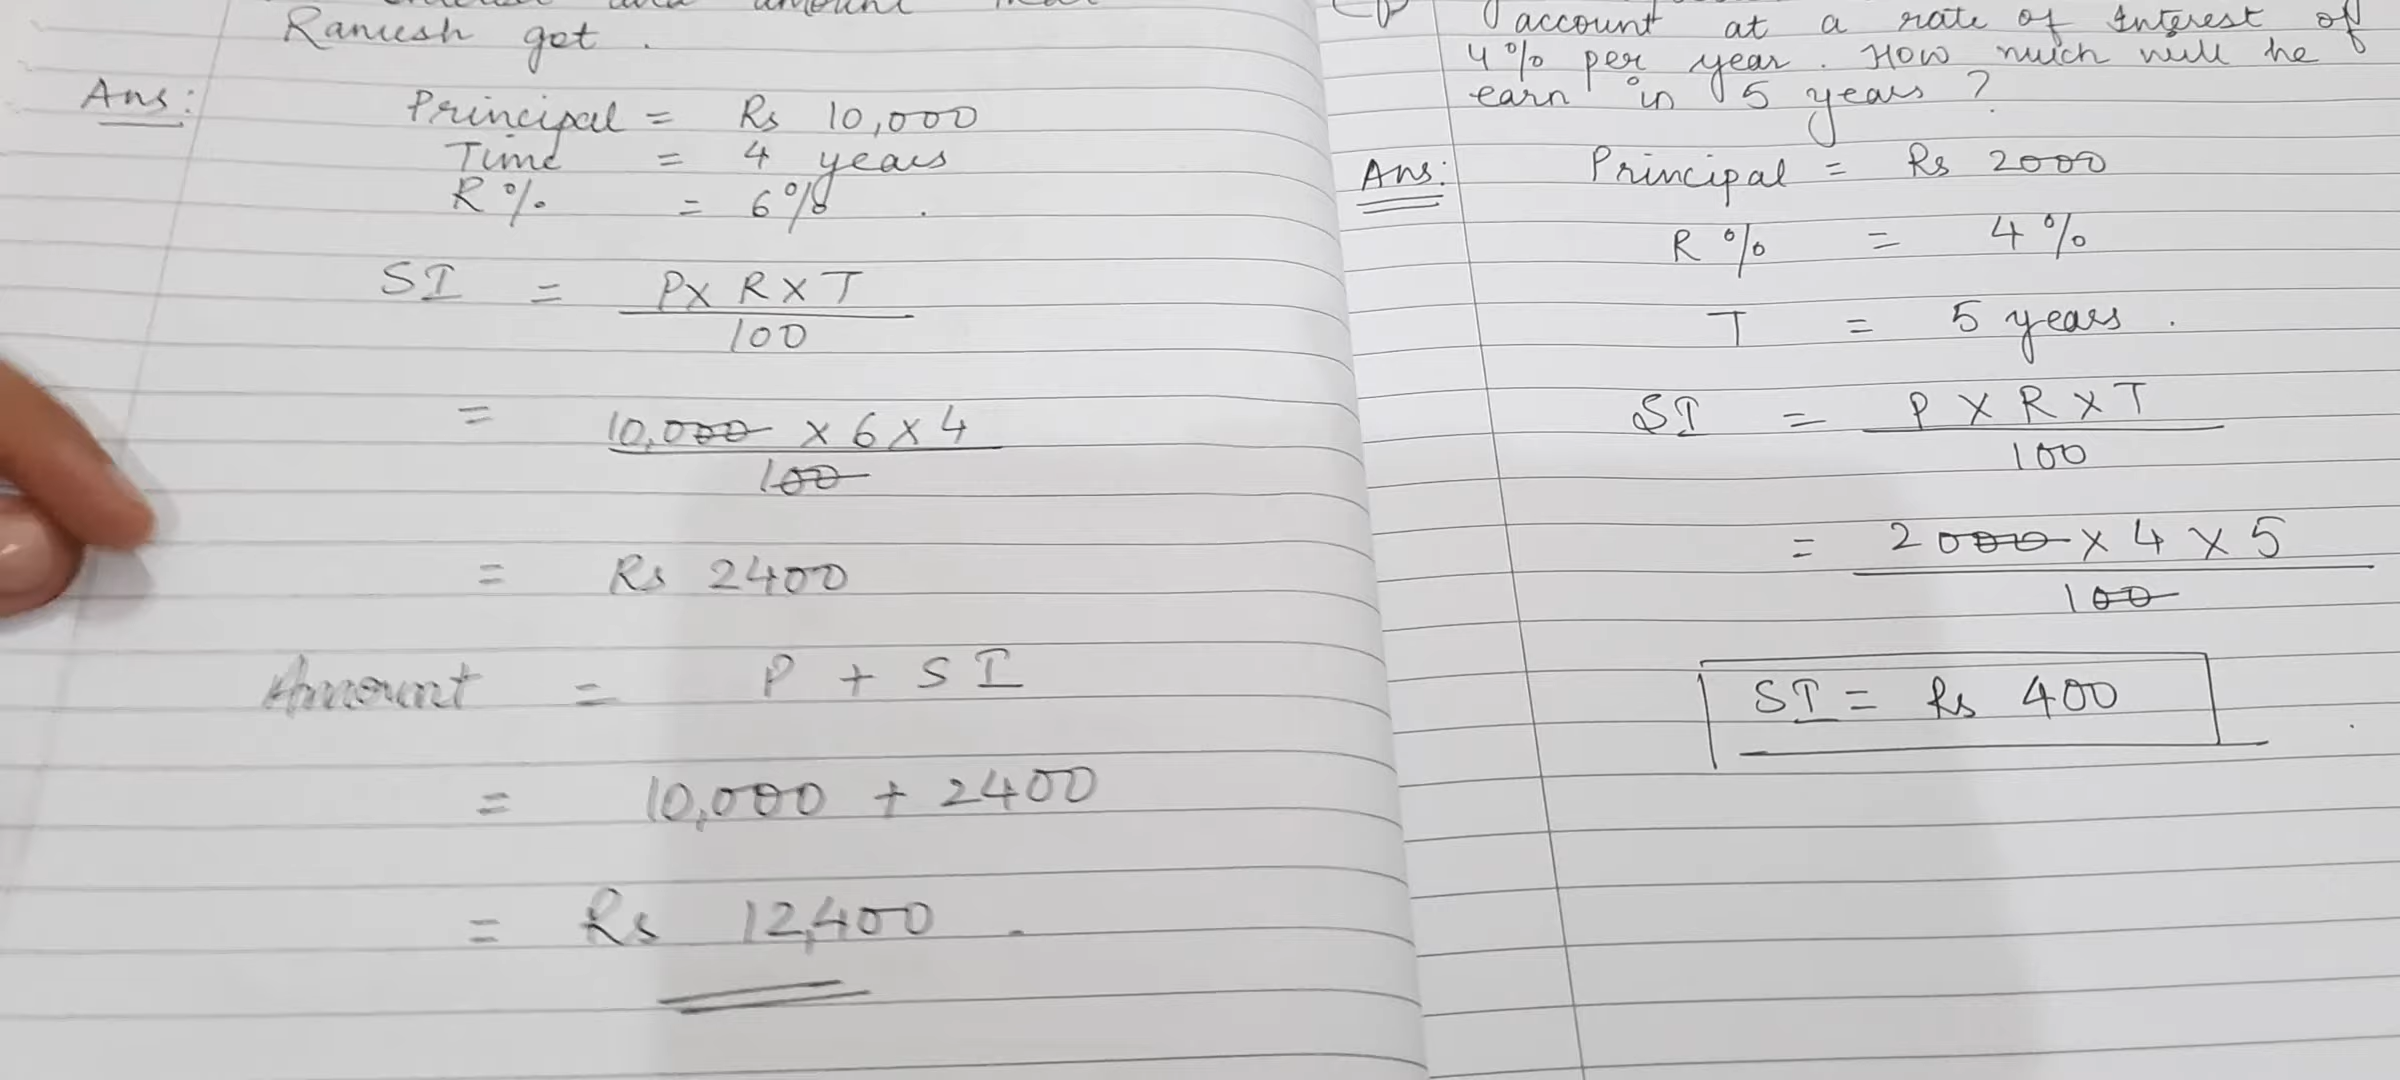 amount
Ramesh got.
Ans:
Principal = Rs 10,000
Time = 4 years
R% = 6%.
SI = PX RXT
100
= 10,000 x 6 x 4
100
= Rs 2400
Amount = P + SI
= 10,000 + 2400
= Rs 12,400.
account at a rate of Interest of
4% per year. How much will he
earn in 5 years?
Ans: Principal = Rs 2000
R% = 4%
T = 5 years.
SI = P X R X T
100
= 2000 X 4 X 5
100
SI = Rs 400